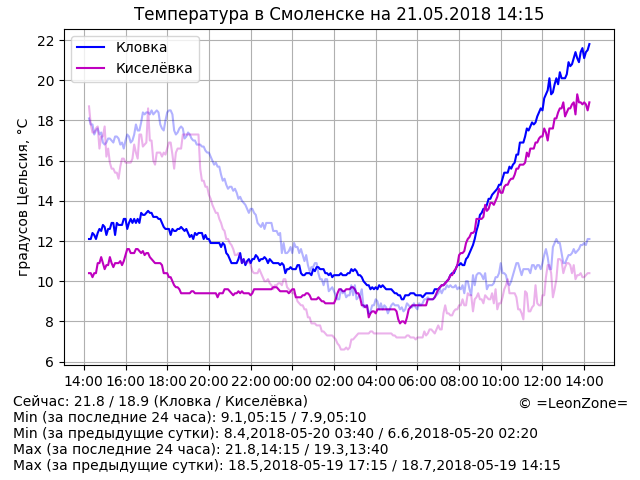 Температура в Смоленске на 21.05.2018 14:15
Кловка
Киселёвка
градусов Цельсия, °C
22
20
18
16
14
12
10
8
6
14:00 16:00 18:00 20:00 22:00 00:00 02:00 04:00 06:00 08:00 10:00 12:00 14:00
Сейчас: 21.8 / 18.9 (Кловка / Киселёвка)
© =LeonZone=
Min (за последние 24 часа): 9.1,05:15 / 7.9,05:10
Min (за предыдущие сутки): 8.4,2018-05-20 03:40 / 6.6,2018-05-20 02:20
Max (за последние 24 часа): 21.8,14:15 / 19.3,13:40
Max (за предыдущие сутки): 18.5,2018-05-19 17:15 / 18.7,2018-05-19 14:15